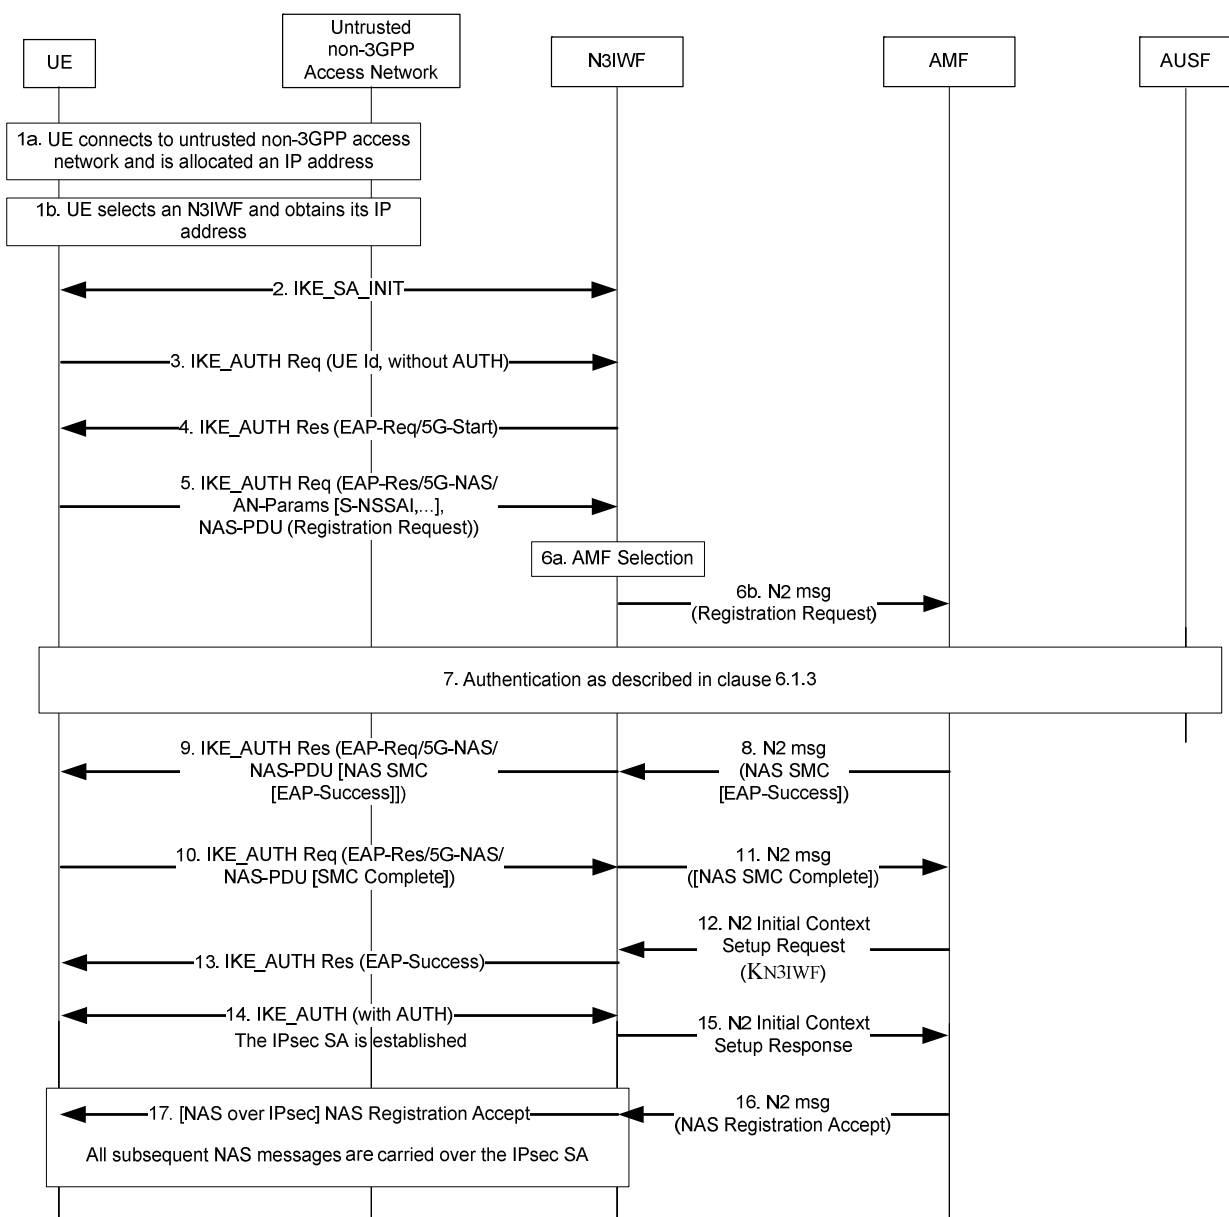 UE
Untrusted
non-3GPP
Access Network
N3IWF
AMF
AUSF
1a. UE connects to untrusted non-3GPP access
network and is allocated an IP address
1b. UE selects an N3IWF and obtains its IP
address
2. IKE_SA_INIT
3. IKE_AUTH Req (UE Id, without AUTH)
4. IKE_AUTH Res (EAP-Req/5G-Start)
5. IKE_AUTH Req (EAP-Res/5G-NAS/
AN-Params [S-NSSAI,...],
NAS-PDU (Registration Request))
6a. AMF Selection
6b. N2 msg
(Registration Request)
7. Authentication as described in clause 6.1.3
9. IKE_AUTH Res (EAP-Req/5G-NAS/
NAS-PDU [NAS SMC
[EAP-Success]])
8. N2 msg
(NAS SMC
[EAP-Success])
10. IKE_AUTH Req (EAP-Res/5G-NAS/
NAS-PDU [SMC Complete])
11. N2 msg
([NAS SMC Complete])
12. N2 Initial Context
Setup Request
(KN3IWF)
13. IKE_AUTH Res (EAP-Success)
14. IKE_AUTH (with AUTH)
The IPsec SA is established
15. N2 Initial Context
Setup Response
16. N2 msg
(NAS Registration Accept)
17. [NAS over IPsec] NAS Registration Accept
All subsequent NAS messages are carried over the IPsec SA